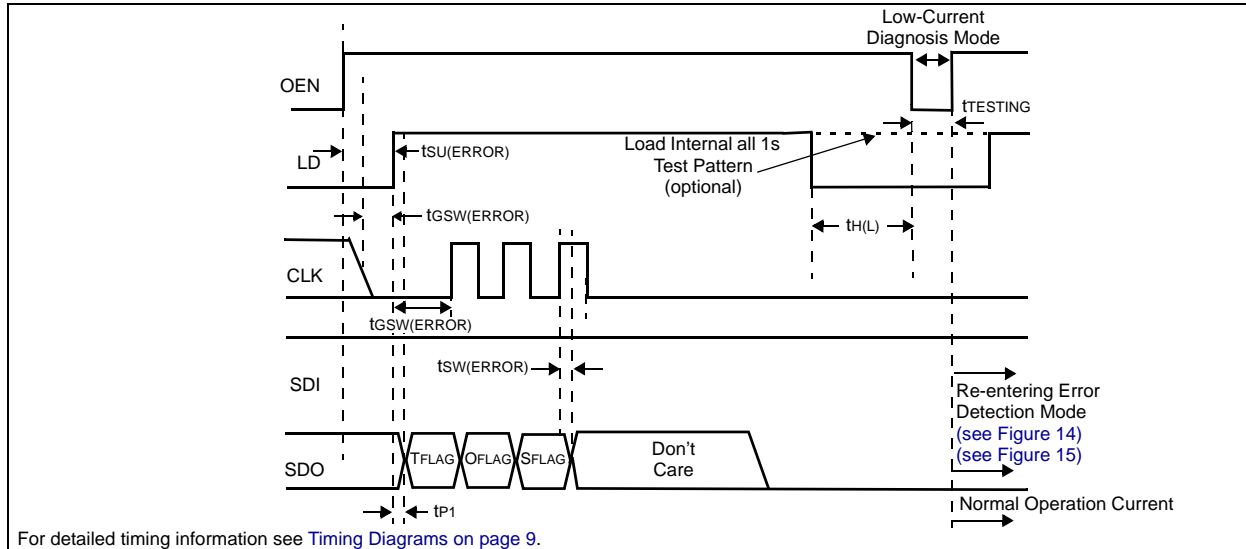 Low-Current
Diagnosis Mode
OEN
tTESTING
LD
tSU(ERROR)
Load Internal all 1s
Test Pattern
(optional)
tGSW(ERROR)
tH(L)
CLK
tGSW(ERROR)
tSW(ERROR)
SDI
Re-entering Error
Detection Mode
(see Figure 14)
(see Figure 15)
SDO
TFLAG
OFLAG
SFLAG
Don't
Care
tP1
Normal Operation Current
For detailed timing information see Timing Diagrams on page 9.